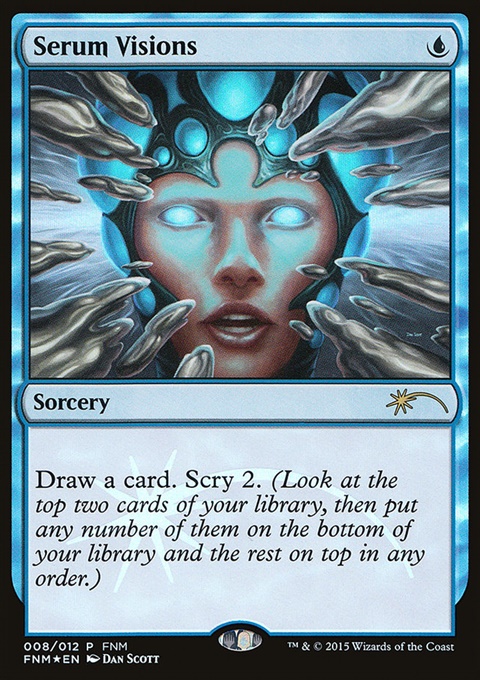 Serum Visions
Dan Scott
Sorcery
Draw a card. Scry 2. (Look at the
top two cards of your library, then put
any number of them on the bottom of
your library and the rest on top in any
order.)
008/012 P FNM
FNM★EN Dan Scott
™ & © 2015 Wizards of the Coast